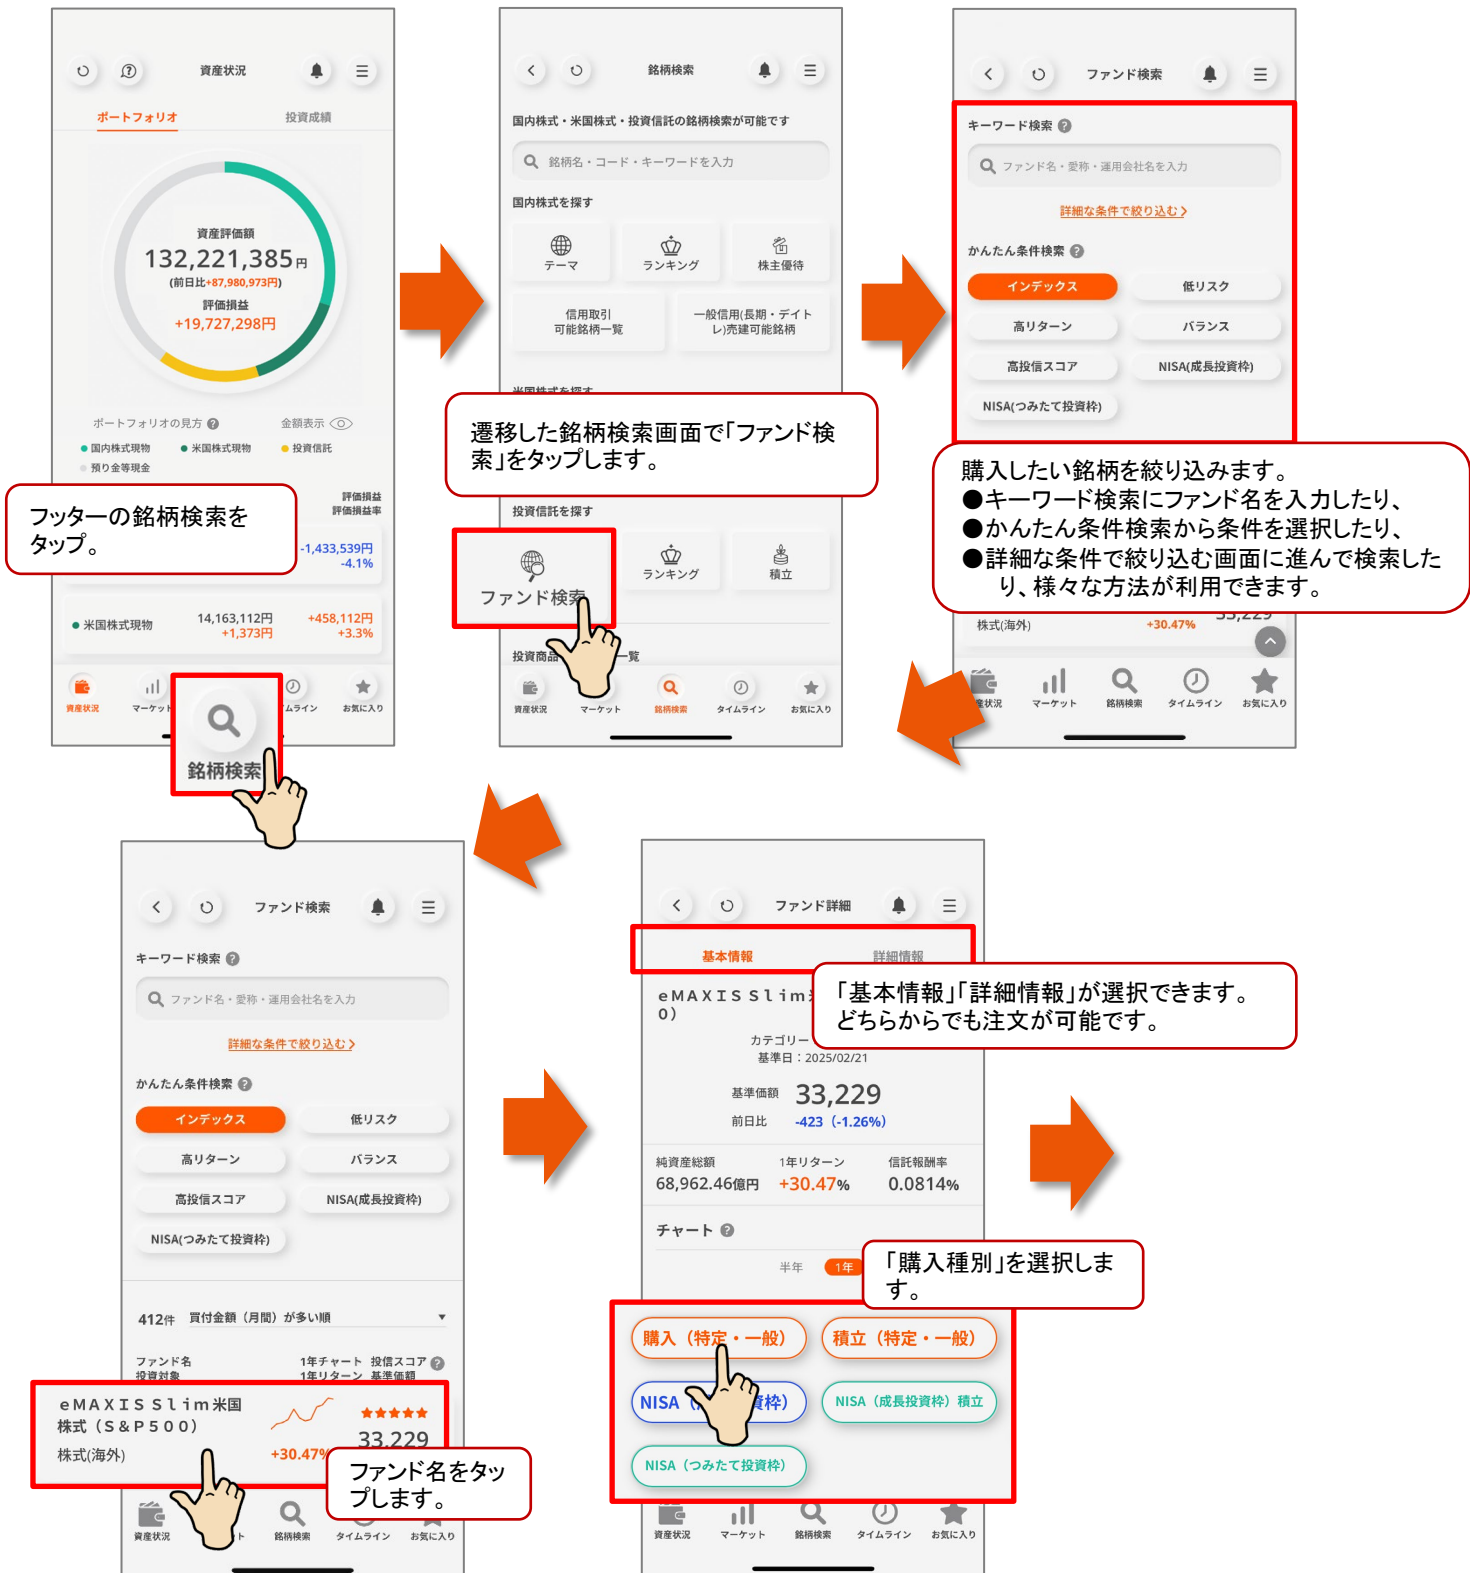 資産状況
ポートフォリオ
投資成績
資産評価額
132,221,385円
(前日比+87,980,973円)
評価損益
+19,727,298円
ポートフォリオの見方
金額表示
国内株式現物
米国株式現物
投資信託
預り金等現金
評価損益
評価損益率
フッターの銘柄検索を
タップ。
-1,433,539円
-4.1%
米国株式現物
14,163,112円
+1,373円
+458,112円
+3.3%
資産状況
マーケット
イムライン
お気に入り
銘柄検索
銘柄検索
国内株式・米国株式・投資信託の銘柄検索が可能です
銘柄名・コード・キーワードを入力
国内株式を探す
テーマ
ランキング
株主優待
信用取引
可能銘柄一覧
一般信用(長期・デイト
レ)売建可能銘柄
米国株式を探す
遷移した銘柄検索画面で「ファンド検
索」をタップします。
投資信託を探す
ファンド検索
ランキング
積立
投資商品
一覧
資産状況
マーケット
銘柄検索
タイムライン
お気に入り
ファンド検索
キーワード検索
ファンド名・愛称・運用会社名を入力
詳細な条件で絞り込む
かんたん条件検索
インデックス
低リスク
高リターン
バランス
高投信スコア
NISA(成長投資枠)
NISA(つみたて投資枠)
購入したい銘柄を絞り込みます。
●キーワード検索にファンド名を入力したり、
●かんたん条件検索から条件を選択したり、
●詳細な条件で絞り込む画面に進んで検索した
り、様々な方法が利用できます。
株式(海外)
+30.47%
33,229
産状況
マーケット
銘柄検索
タイムライン
お気に入り
ファンド検索
キーワード検索
ファンド名・愛称・運用会社名を入力
詳細な条件で絞り込む
かんたん条件検索
インデックス
低リスク
高リターン
バランス
高投信スコア
NISA(成長投資枠)
NISA(つみたて投資枠)
412件 買付金額（月間）が多い順
ファンド名
投資対象
1年チャート
1年リターン
投信スコア
基準価額
ｅＭＡＸＩＳ Ｓｌｉｍ米国
株式（Ｓ＆Ｐ５００）
株式(海外)
+30.47%
★★★★★
33,229
ファンド名をタッ
プします。
資産状況
ト
銘柄検索
タイムライン
お気に入り
ファンド詳細
基本情報
詳細情報
ｅＭＡＸＩＳ Ｓｌｉｍ
０）
「基本情報」「詳細情報」が選択できます。
どちらからでも注文が可能です。
カテゴリー
基準日：2025/02/21
基準価額 33,229
前日比 -423（-1.26%）
純資産総額
68,962.46億円
1年リターン
+30.47%
信託報酬率
0.0814%
チャート
半年
1年
「購入種別」を選択しま
す。
購入（特定・一般）
積立（特定・一般）
NISA（
資枠）
NISA（成長投資枠）積立
NISA（つみたて投資枠）
資産状況
マーケット
銘柄検索
タイムライン
お気に入り